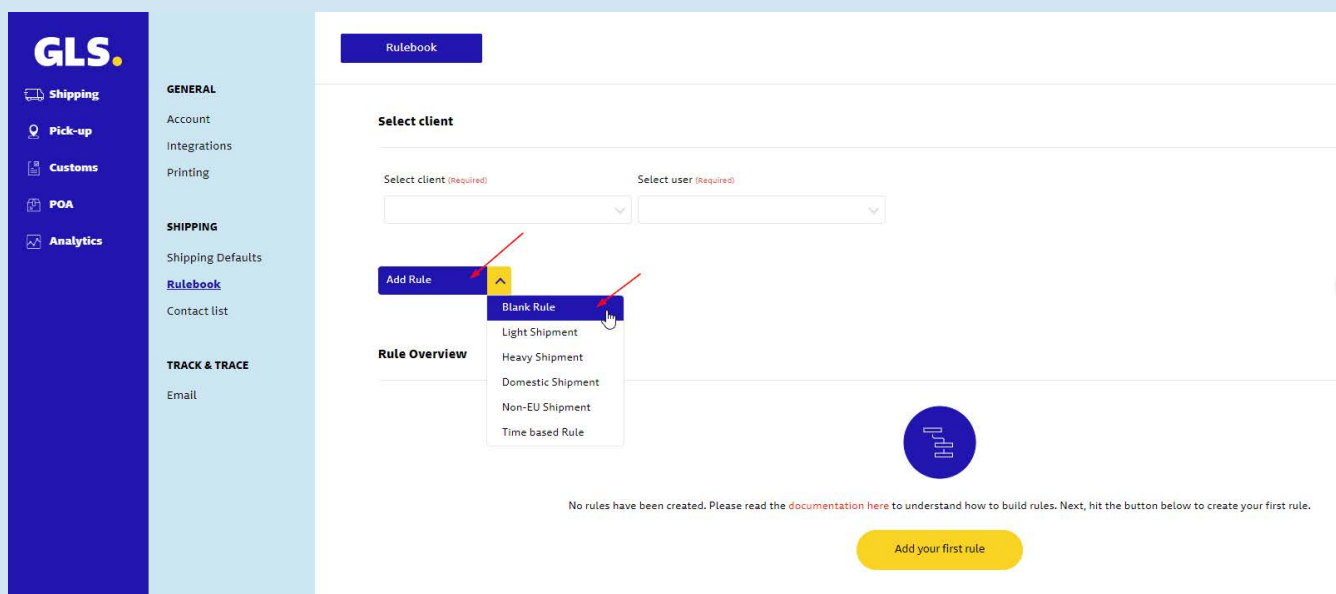 GLS.
Shipping
Pick-up
Customs
POA
Analytics
GENERAL
Account
Integrations
Printing
SHIPPING
Shipping Defaults
Rulebook
Contact list
TRACK & TRACE
Email
Rulebook
Select client
Select client (Required)
Select user (Required)
Add Rule
Blank Rule
Light Shipment
Heavy Shipment
Domestic Shipment
Non-EU Shipment
Time based Rule
Rule Overview
No rules have been created. Please read the documentation here to understand how to build rules. Next, hit the button below to create your first rule.
Add your first rule